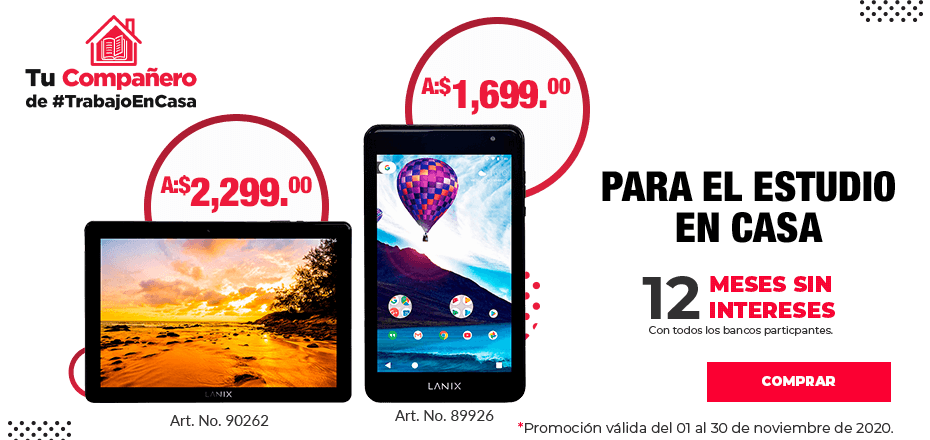 Tu Compañero
de #TrabajoEnCasa
A:$1,699.00
A:$2,299.00
PARA EL ESTUDIO
EN CASA
12 MESES SIN
INTERESES
Con todos los bancos particpantes.
COMPRAR
LANIX
LANIX
Art. No. 90262
Art. No. 89926
*Promoción válida del 01 al 30 de noviembre de 2020.